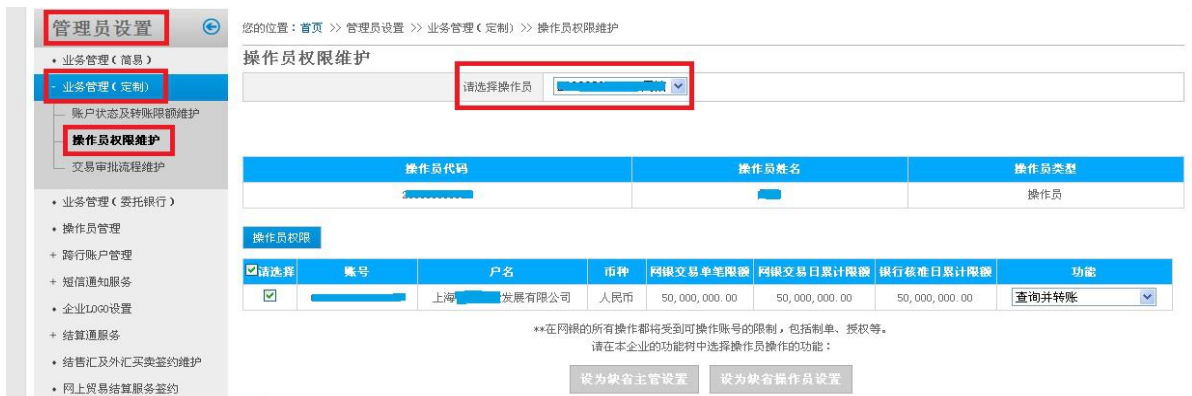 管理员设置
您的位置：首页 >> 管理员设置 >> 业务管理（定制） >> 操作员权限维护
• 业务管理（简易）
- 业务管理（定制）
账户状态及转账限额维护
操作员权限维护
交易审批流程维护
• 业务管理（委托银行）
• 操作员管理
+ 跨行账户管理
+ 短信通知服务
• 企业LOGO设置
+ 结算通服务
• 结售汇及外汇买卖签约维护
• 网上贸易结算服务签约
操作员权限维护
请选择操作员
操作员代码 操作员姓名 操作员类型
操作员
操作员权限
请选择 账号 户名 币种 网银交易单笔限额 网银交易日累计限额 银行核准日累计限额 功能
上海 发展有限公司 人民币 50,000,000.00 50,000,000.00 50,000,000.00 查询并转账
**在网银的所有操作都将受到可操作账号的限制，包括制单、授权等。
请在本企业的功能树中选择操作员操作的功能：
设为缺省主管设置 设为缺省操作员设置